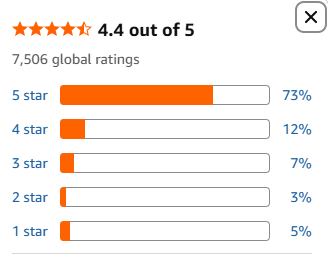 4.4 out of 5
7,506 global ratings
5 star 73%
4 star 12%
3 star 7%
2 star 3%
1 star 5%